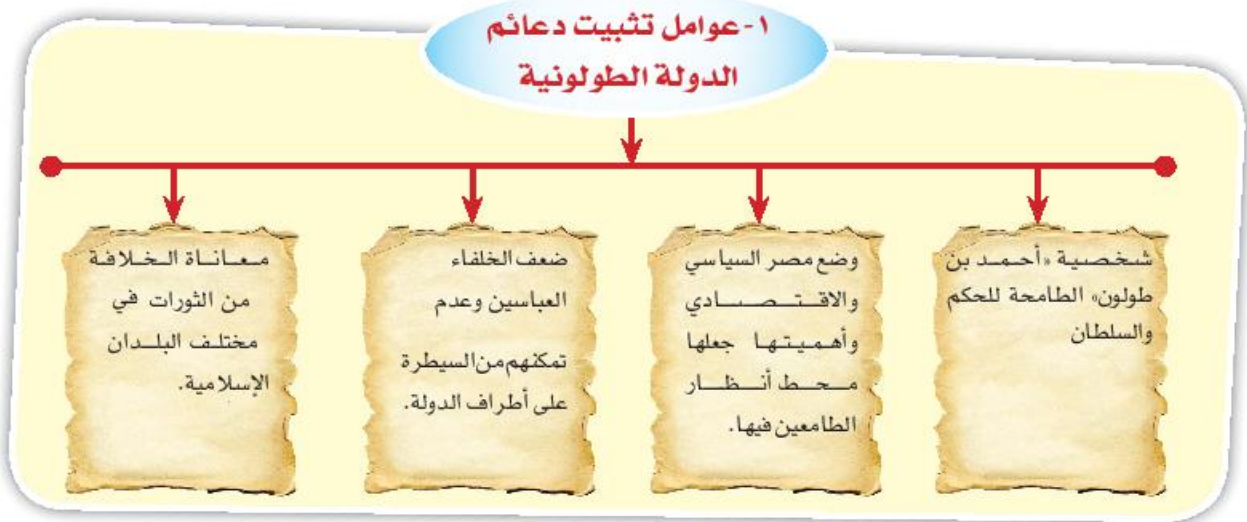 ١-عوامل تثبيت دعائم
الدولة الطولونية
شخصية «أحمد بن
طولون» الطامحة للحكم
والسلطان
وضع مصر السياسي
والاقتصادي
وأهميتها جعلها
محط أنظار
الطامعين فيها.
ضعف الخلفاء
العباسين وعدم
تمكنهم من السيطرة
على أطراف الدولة.
معاناة الخلافة
من الثورات في
مختلف البلدان
الإسلامية.